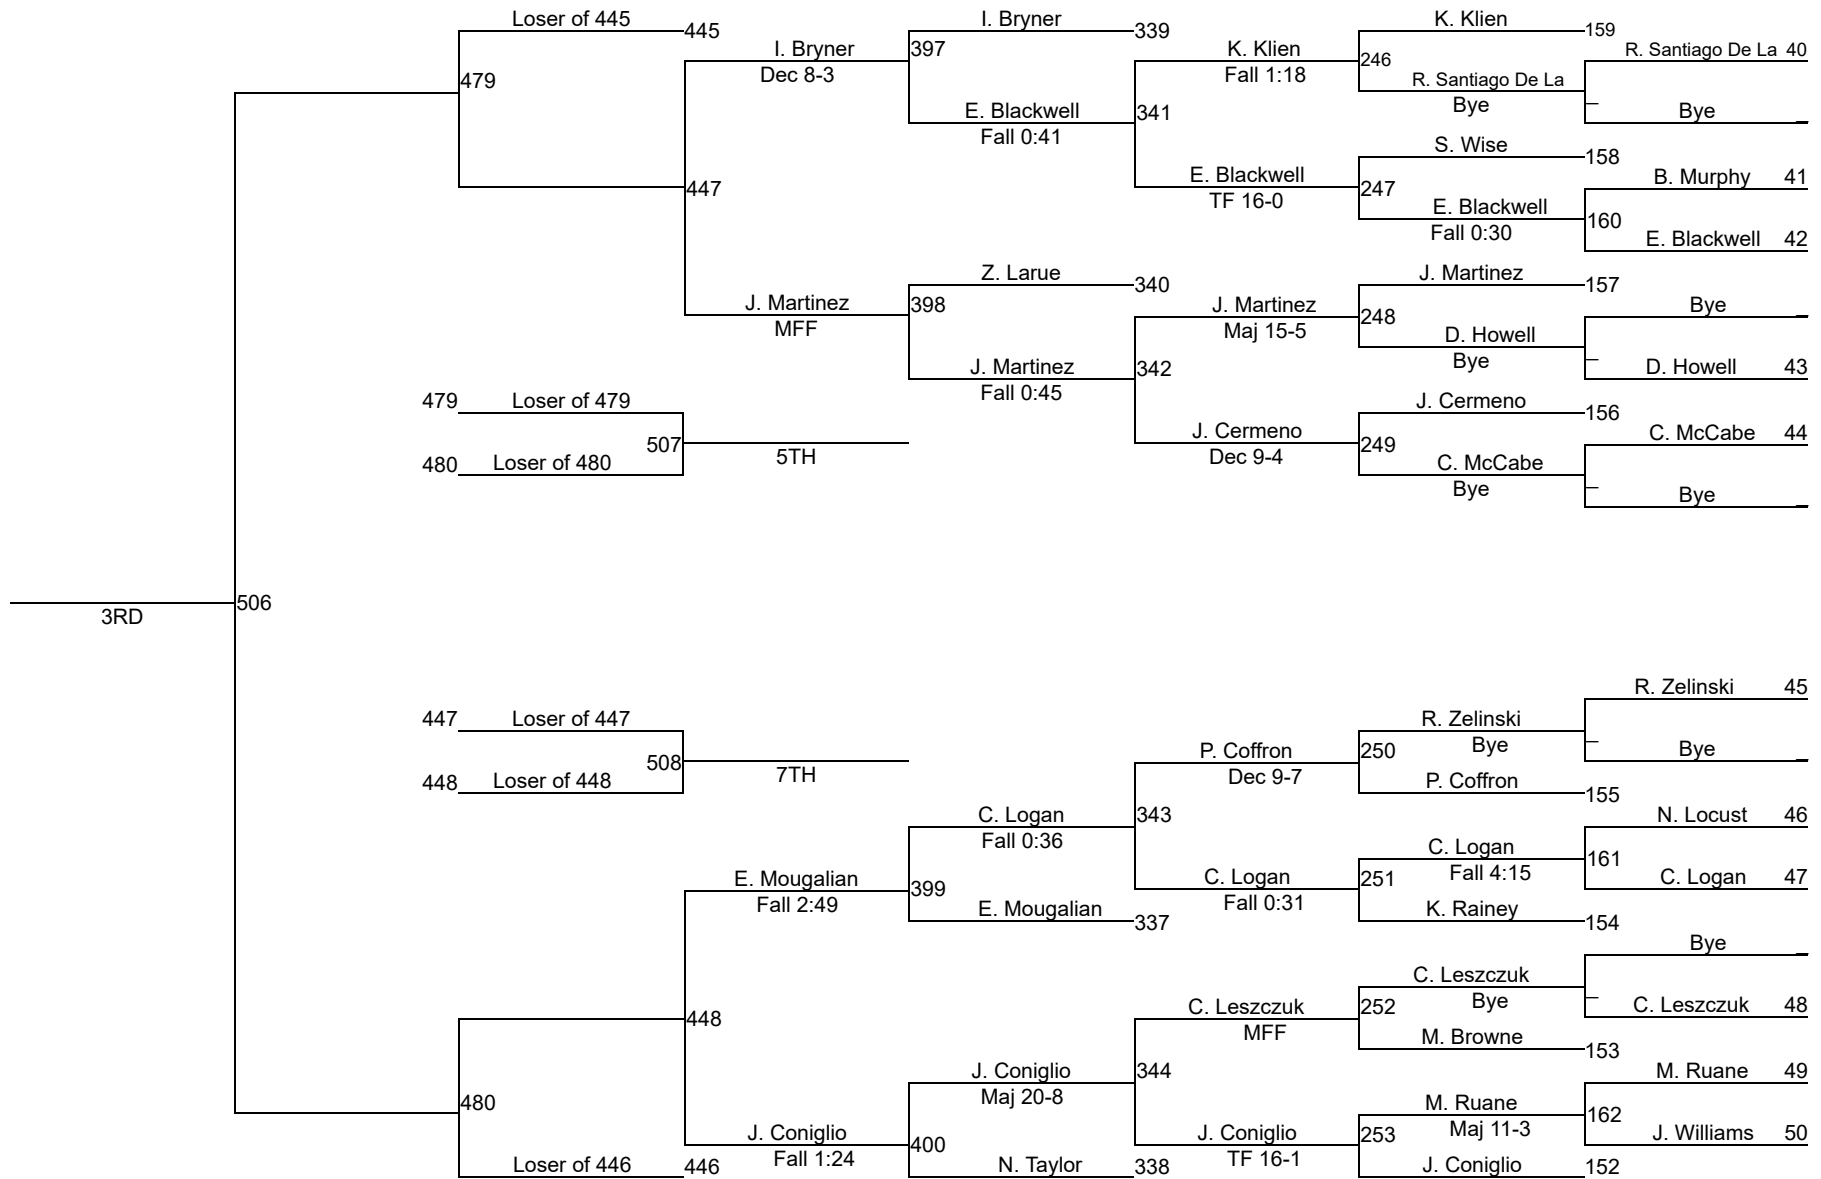 Loser of 445
445
I. Bryner
Dec 8-3
I. Bryner
339
397
K. Klien
Fall 1:18
K. Klien
159
246
R. Santiago De La 40
R. Santiago De La
Bye
Bye
479
E. Blackwell
Fall 0:41
341
S. Wise
158
B. Murphy 41
447
E. Blackwell
TF 16-0
247
E. Blackwell
Fall 0:30
160
E. Blackwell 42
J. Martinez
MFF
Z. Larue
340
398
J. Martinez
Maj 15-5
J. Martinez
157
248
Bye
D. Howell
Bye
D. Howell 43
J. Martinez
Fall 0:45
342
479 Loser of 479
507
5TH
480 Loser of 480
J. Cermeno
Dec 9-4
J. Cermeno
156
249
C. McCabe 44
C. McCabe
Bye
Bye
506
3RD
R. Zelinski 45
447 Loser of 447
508
7TH
448 Loser of 448
P. Coffron
Dec 9-7
R. Zelinski
Bye
250
Bye
P. Coffron
155
C. Logan
Fall 0:36
343
N. Locust 46
C. Logan
Fall 4:15
161
E. Mougalian
Fall 2:49
399
C. Logan
Fall 0:31
251
C. Logan 47
E. Mougalian
337
K. Rainey
154
Bye
448
C. Leszczuk
MFF
C. Leszczuk
Bye
252
C. Leszczuk 48
M. Browne
153
480
J. Coniglio
Maj 20-8
344
M. Ruane 49
M. Ruane
Maj 11-3
162
J. Coniglio
Fall 1:24
400
J. Coniglio
TF 16-1
253
J. Williams 50
Loser of 446
446
N. Taylor
338
J. Coniglio
152